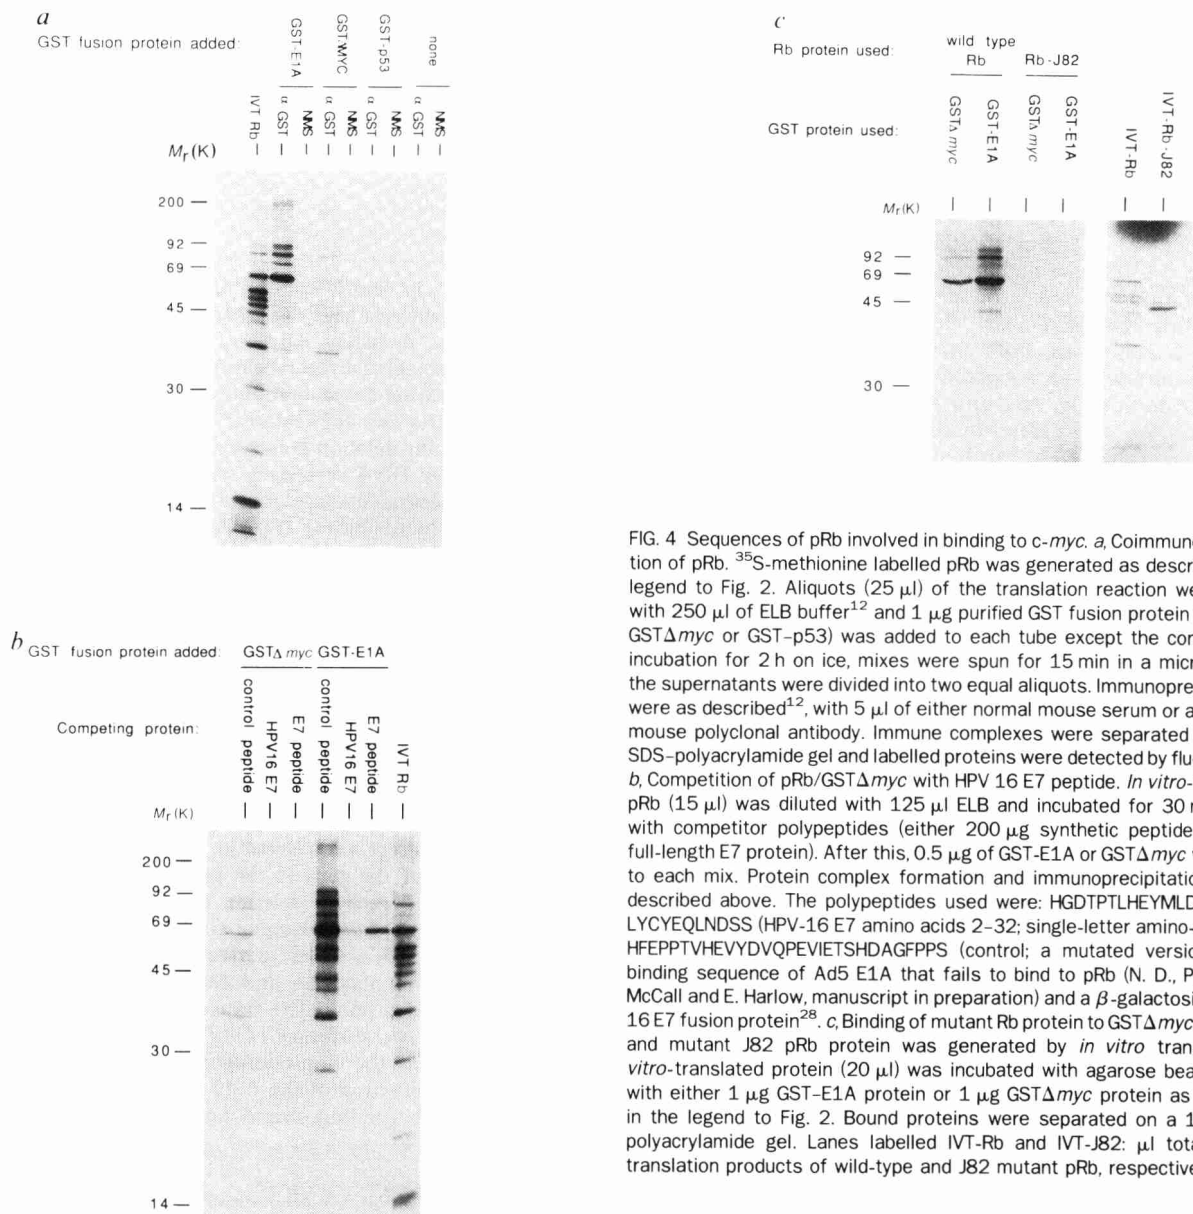 a
GST fusion protein added:
GST-E1A
GST-MYC
GST-p53
none
IVT Rb
α GST
NMS
α GST
NMS
α GST
NMS
α GST
NMS
Mr(K)
200
92
69
45
30
14
b
GST fusion protein added: GSTΔ myc GST-E1A
Competing protein:
control peptide
HPV16 E7
E7 peptide
control peptide
HPV16 E7
E7 peptide
IVT Rb
Mr(K)
200
92
69
45
30
14
c
Rb protein used:
wild type
Rb
Rb-J82
GST protein used:
GSTΔ myc
GST-E1A
GSTΔ myc
GST-E1A
IVT-Rb
IVT-Rb-J82
Mr(K)
92
69
45
30
FIG. 4 Sequences of pRb involved in binding to c-myc. a, Coimmune
tion of pRb. ³⁵S-methionine labelled pRb was generated as descr
legend to Fig. 2. Aliquots (25 μl) of the translation reaction we
with 250 μl of ELB buffer¹² and 1 μg purified GST fusion protein
GSTΔmyc or GST–p53) was added to each tube except the cor
incubation for 2 h on ice, mixes were spun for 15 min in a micr
the supernatants were divided into two equal aliquots. Immunopre
were as described¹², with 5 μl of either normal mouse serum or a
mouse polyclonal antibody. Immune complexes were separated
SDS–polyacrylamide gel and labelled proteins were detected by flu
b, Competition of pRb/GSTΔmyc with HPV 16 E7 peptide. In vitro-
pRb (15 μl) was diluted with 125 μl ELB and incubated for 30 r
with competitor polypeptides (either 200 μg synthetic peptide
full-length E7 protein). After this, 0.5 μg of GST-E1A or GSTΔmyc
to each mix. Protein complex formation and immunoprecipitatic
described above. The polypeptides used were: HGDTPTLHEYMLD
LYCYEQLNDSS (HPV-16 E7 amino acids 2–32; single-letter amino-
HFEPPTVHEVYDVQPEVIETSHDAGFPPS (control; a mutated versic
binding sequence of Ad5 E1A that fails to bind to pRb (N. D., P
McCall and E. Harlow, manuscript in preparation) and a β-galactosi
16 E7 fusion protein²⁸. c, Binding of mutant Rb protein to GSTΔmyc
and mutant J82 pRb protein was generated by in vitro tran
vitro-translated protein (20 μl) was incubated with agarose bea
with either 1 μg GST–E1A protein or 1 μg GSTΔmyc protein as
in the legend to Fig. 2. Bound proteins were separated on a 1
polyacrylamide gel. Lanes labelled IVT-Rb and IVT-J82: μl tota
translation products of wild-type and J82 mutant pRb, respective